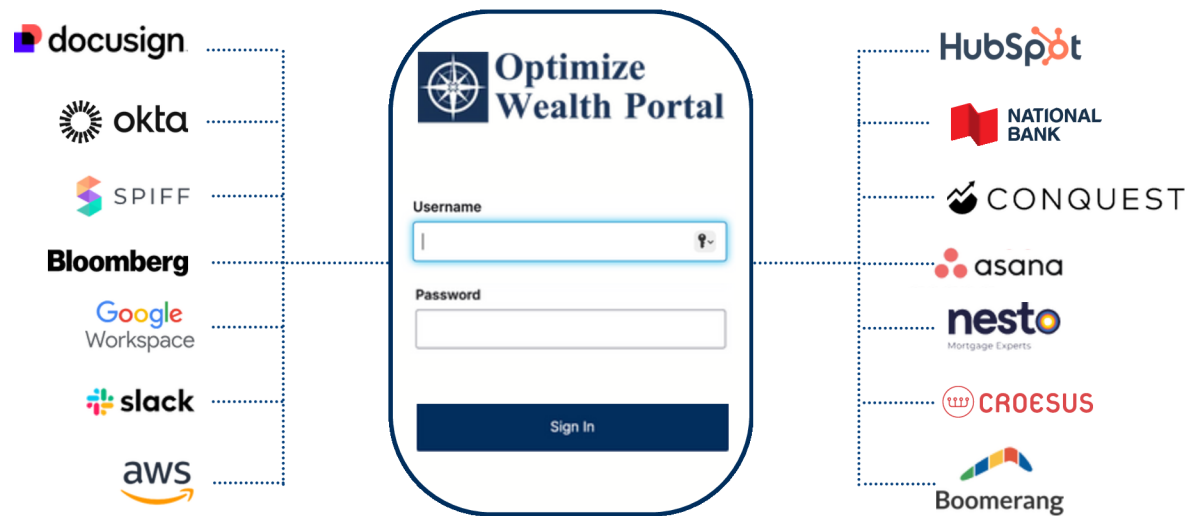 docusign
okta
SPIFF
Bloomberg
Google
Workspace
slack
aws
Optimize
Wealth Portal
Username
Password
Sign In
HubSpot
NATIONAL
BANK
CONQUEST
asana
nesto
Mortgage Experts
CROESUS
Boomerang